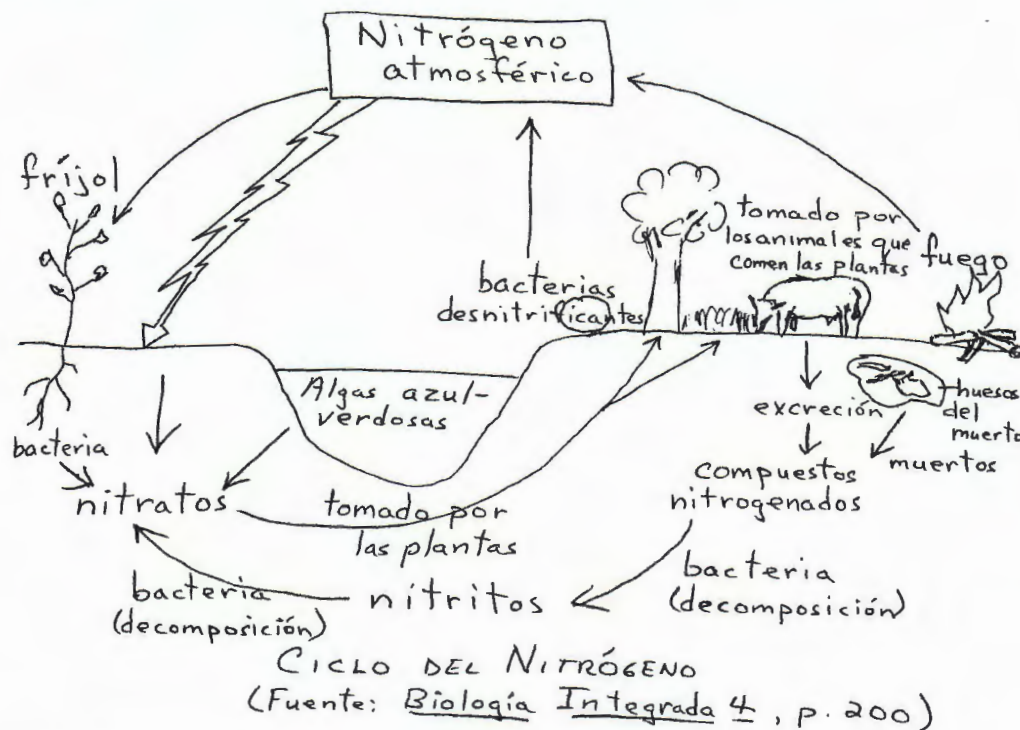 Nitrógeno
atmosférico
fríjol
tomado por
los animales que
comen las plantas
fuego
bacterias
desnitrificantes
Algas azul-
verdosas
excreción
huesos
del
muerto
bacteria
muertos
nitratos
compuestos
nitrogenados
tomado por
las plantas
bacteria
(decomposición)
nitritos
bacteria
(decomposición)
CICLO DEL NITRÓGENO
(Fuente: Biología Integrada 4, p. 200)